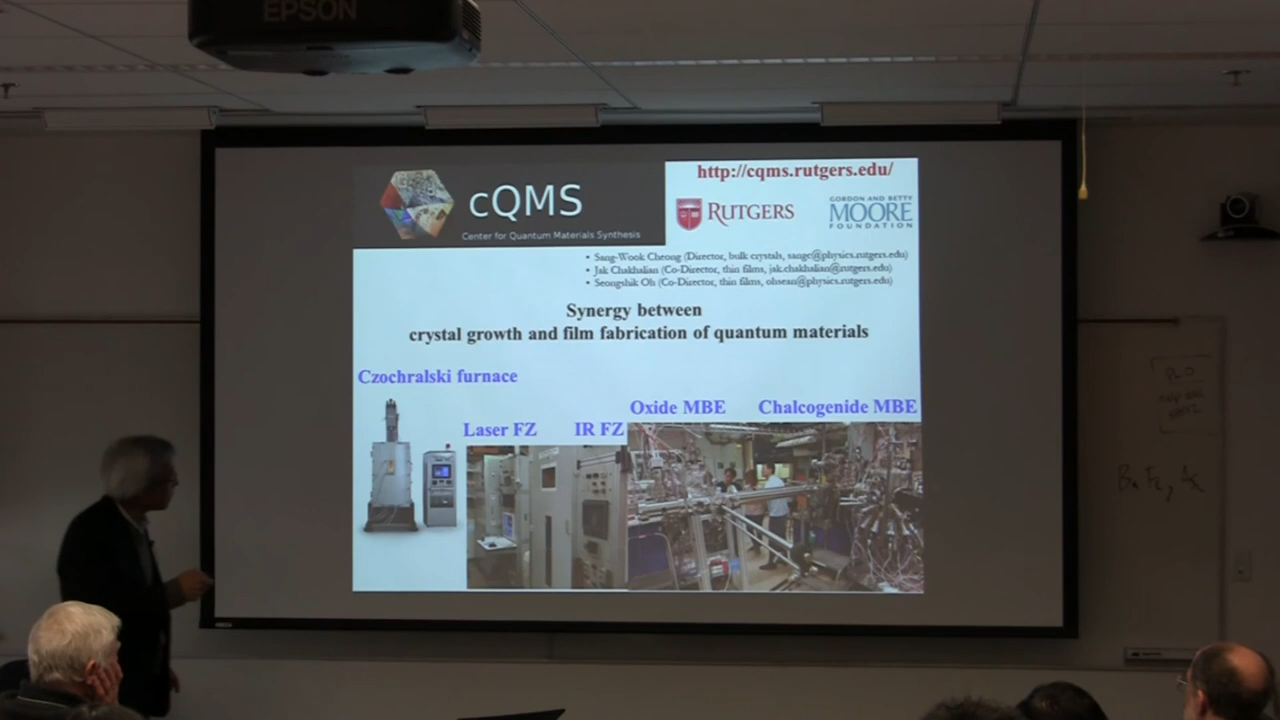 EPSON
http://cqms.rutgers.edu/
cQMS
Center for Quantum Materials Synthesis
RUTGERS
GORDON AND BETTY
MOORE
FOUNDATION
• Sang-Wook Cheong (Director, bulk crystals, sangc@physics.rutgers.edu)
• Jak Chakhalian (Co-Director, thin films, jak.chakhalian@rutgers.edu)
• Seongshik Oh (Co-Director, thin films, ohsean@physics.rutgers.edu)
Synergy between
crystal growth and film fabrication of quantum materials
Czochralski furnace
Oxide MBE
Chalcogenide MBE
Laser FZ
IR FZ